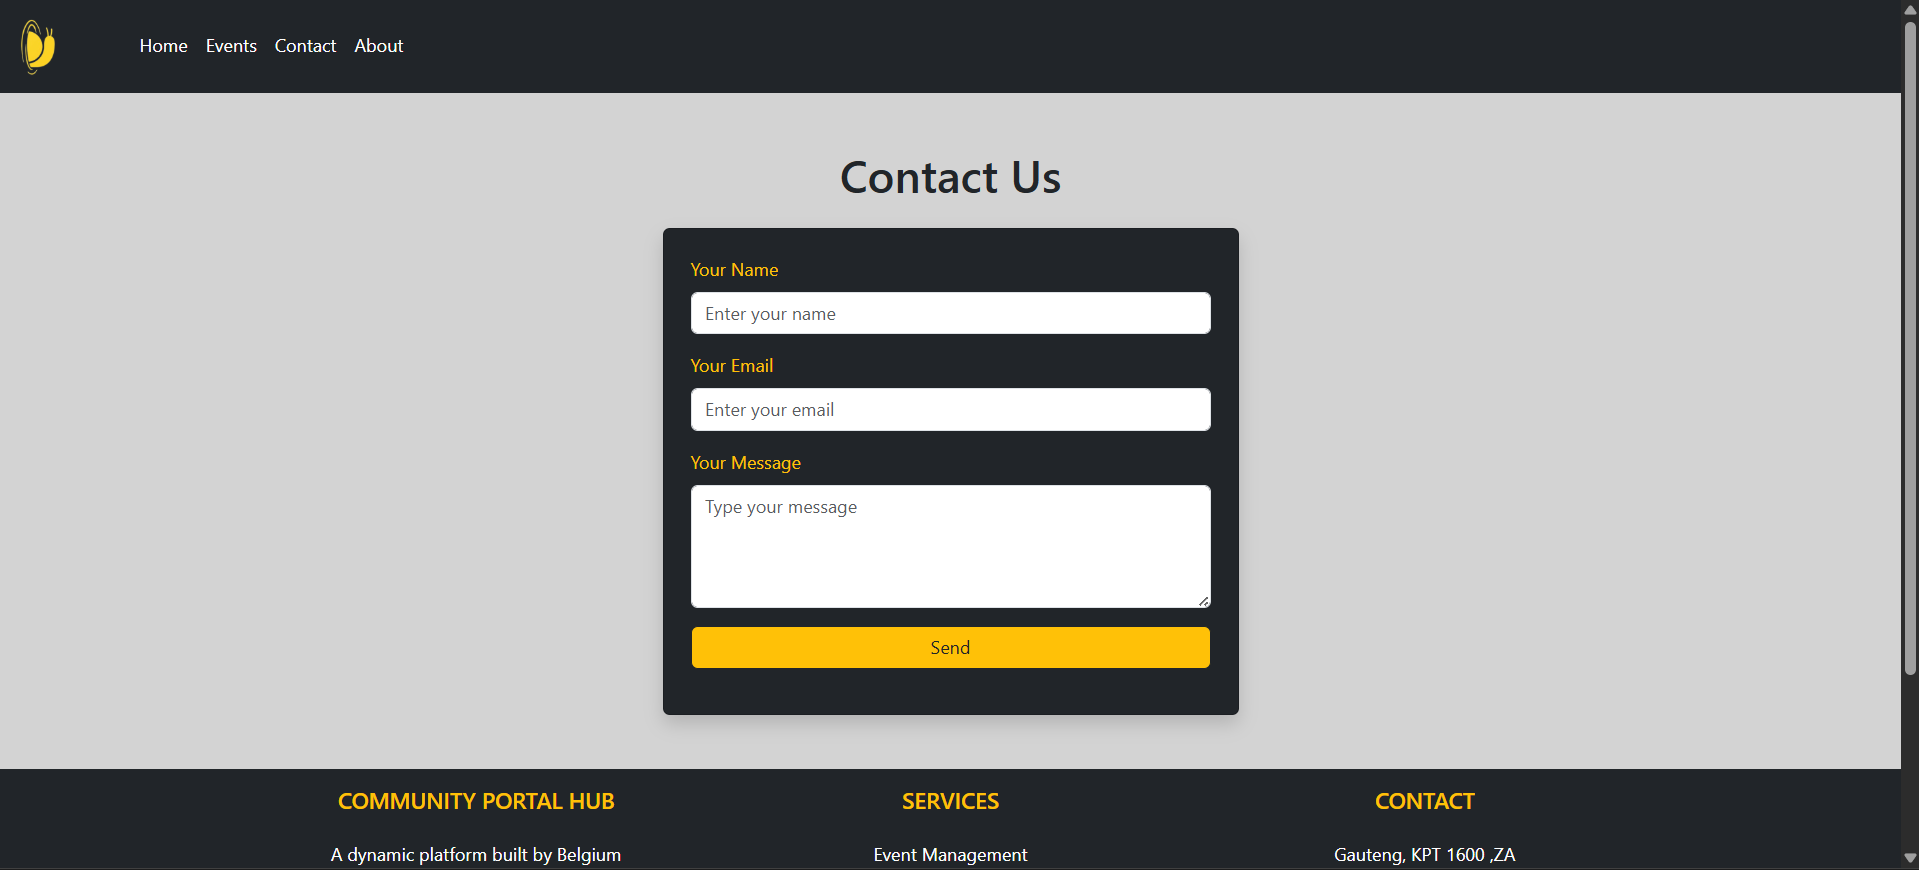 Home Events Contact About
Contact Us
Your Name
Enter your name
Your Email
Enter your email
Your Message
Type your message
Send
COMMUNITY PORTAL HUB
A dynamic platform built by Belgium
SERVICES
Event Management
CONTACT
Gauteng, KPT 1600 ,ZA